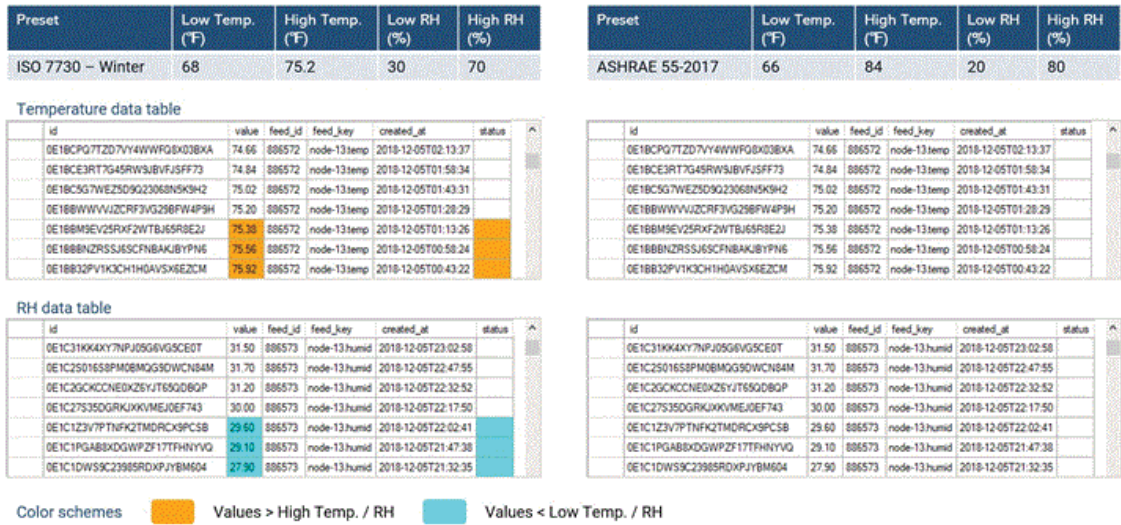 Preset Low Temp. (°F) High Temp. (°F) Low RH (%) High RH (%)
ISO 7730 – Winter 68 75.2 30 70
Preset Low Temp. (°F) High Temp. (°F) Low RH (%) High RH (%)
ASHRAE 55-2017 66 84 20 80
Temperature data table
id value feed_id feed_key created_at status
0E1BCPQ7TZD7VY4WWFQ8X03BXA 74.66 886572 node-13:temp 2018-12-05T02:13:37
0E1BCE3RT7G45RW9JBVFJSFF73 74.84 886572 node-13:temp 2018-12-05T01:58:34
0E1BC5G7WEZ5D9Q23068N5K9H2 75.02 886572 node-13:temp 2018-12-05T01:43:31
0E1BBWWVVJZCRF3VG29BFW4P9H 75.20 886572 node-13:temp 2018-12-05T01:28:29
0E1BBM9EV25RXF2WTBJ65R8E2J 75.38 886572 node-13:temp 2018-12-05T01:13:26
0E1BBBNZRSSJ6SCFNBAKJBYPN6 75.56 886572 node-13:temp 2018-12-05T00:58:24
0E1BB32PV1K3CH1H0AVSX6EZCM 75.92 886572 node-13:temp 2018-12-05T00:43:22
id value feed_id feed_key created_at status
0E1BCPQ7TZD7VY4WWFQ8X03BXA 74.66 886572 node-13:temp 2018-12-05T02:13:37
0E1BCE3RT7G45RW9JBVFJSFF73 74.84 886572 node-13:temp 2018-12-05T01:58:34
0E1BC5G7WEZ5D9Q23068N5K9H2 75.02 886572 node-13:temp 2018-12-05T01:43:31
0E1BBWWVVJZCRF3VG29BFW4P9H 75.20 886572 node-13:temp 2018-12-05T01:28:29
0E1BBM9EV25RXF2WTBJ65R8E2J 75.38 886572 node-13:temp 2018-12-05T01:13:26
0E1BBBNZRSSJ6SCFNBAKJBYPN6 75.56 886572 node-13:temp 2018-12-05T00:58:24
0E1BB32PV1K3CH1H0AVSX6EZCM 75.92 886572 node-13:temp 2018-12-05T00:43:22
RH data table
id value feed_id feed_key created_at status
0E1C31KK4XY7NPJ05G6VG5CE0T 31.50 886573 node-13:humid 2018-12-05T23:02:58
0E1C2S016S8PM0BMQG9DWCN84M 31.70 886573 node-13:humid 2018-12-05T22:47:55
0E1C2GCKCCNE0XZ6YJT65QDBQP 31.20 886573 node-13:humid 2018-12-05T22:32:52
0E1C27S35DGRKJXKVMEJ0EF743 30.00 886573 node-13:humid 2018-12-05T22:17:50
0E1C1Z3V7PTNFK2TMDRCX9PCSB 29.60 886573 node-13:humid 2018-12-05T22:02:41
0E1C1PGAB8XDGWPZF17TFHNYVQ 29.10 886573 node-13:humid 2018-12-05T21:47:38
0E1C1DWS9C23985RDXPJYBM604 27.90 886573 node-13:humid 2018-12-05T21:32:35
id value feed_id feed_key created_at status
0E1C31KK4XY7NPJ05G6VG5CE0T 31.50 886573 node-13:humid 2018-12-05T23:02:58
0E1C2S016S8PM0BMQG9DWCN84M 31.70 886573 node-13:humid 2018-12-05T22:47:55
0E1C2GCKCCNE0XZ6YJT65QDBQP 31.20 886573 node-13:humid 2018-12-05T22:32:52
0E1C27S35DGRKJXKVMEJ0EF743 30.00 886573 node-13:humid 2018-12-05T22:17:50
0E1C1Z3V7PTNFK2TMDRCX9PCSB 29.60 886573 node-13:humid 2018-12-05T22:02:41
0E1C1PGAB8XDGWPZF17TFHNYVQ 29.10 886573 node-13:humid 2018-12-05T21:47:38
0E1C1DWS9C23985RDXPJYBM604 27.90 886573 node-13:humid 2018-12-05T21:32:35
Color schemes Values > High Temp. / RH Values < Low Temp. / RH